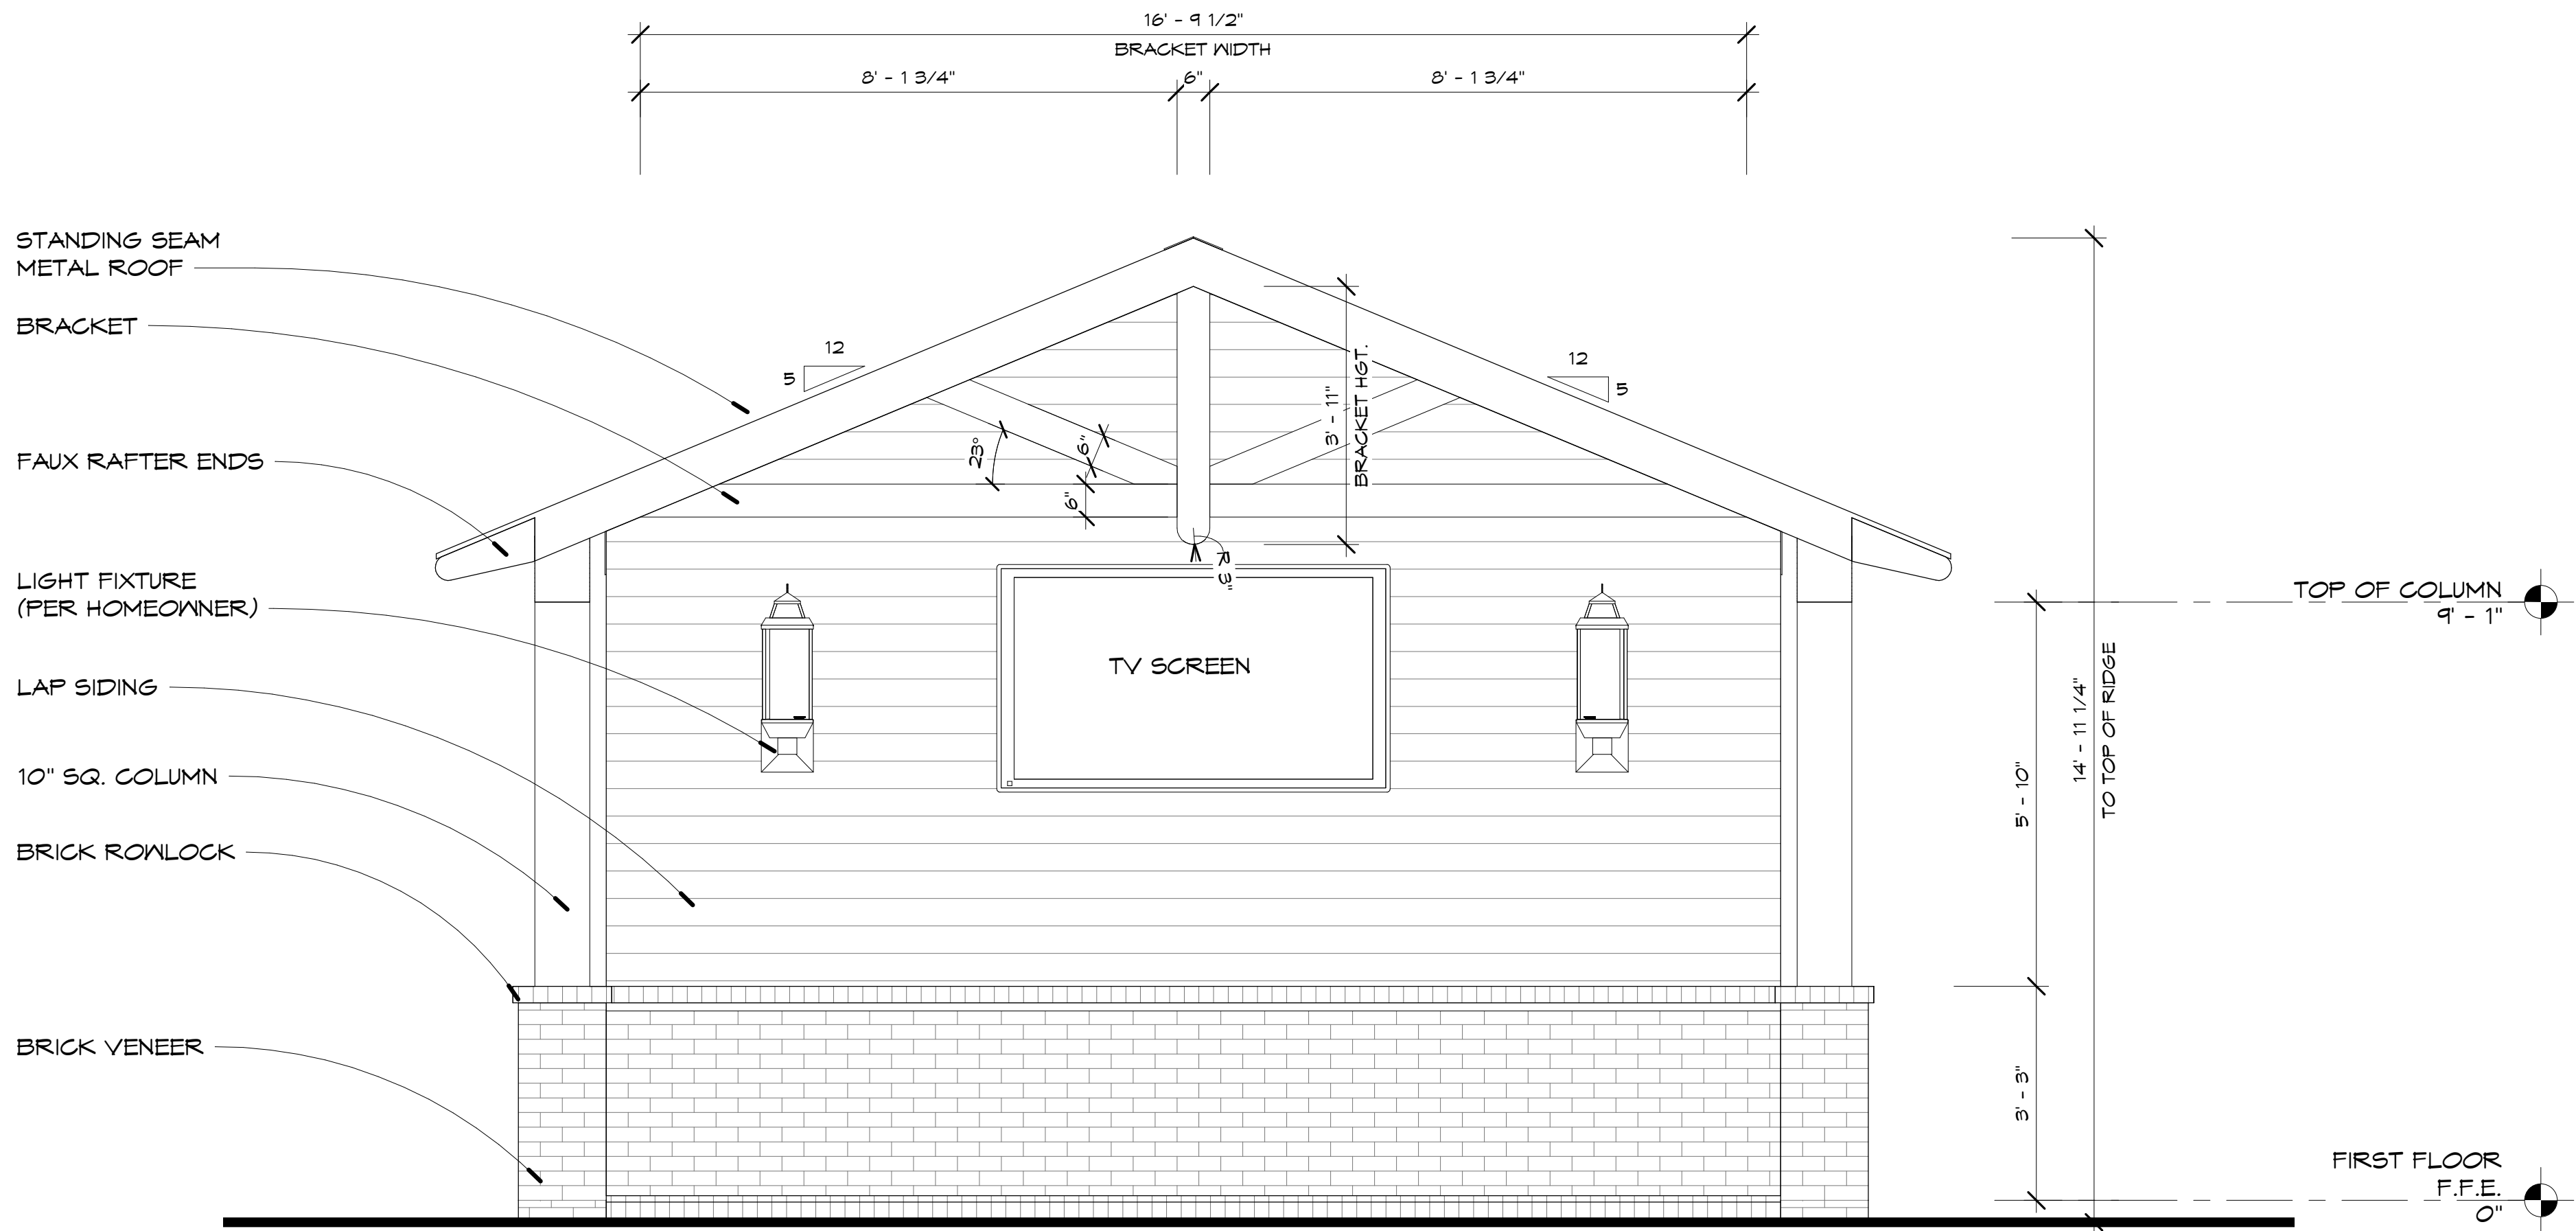 16' - 9 1/2"
BRACKET WIDTH
8' - 1 3/4"
6"
8' - 1 3/4"
STANDING SEAM
METAL ROOF
BRACKET
FAUX RAFTER ENDS
LIGHT FIXTURE
(PER HOMEOWNER)
LAP SIDING
10" SQ. COLUMN
BRICK ROWLOCK
BRICK VENEER
12
5
12
5
23°
6"
6"
3' - 11"
BRACKET HGT.
R 3"
TV SCREEN
TOP OF COLUMN
9' - 1"
14' - 11 1/4"
TO TOP OF RIDGE
5' - 10"
3' - 3"
FIRST FLOOR
F.F.E.
0"